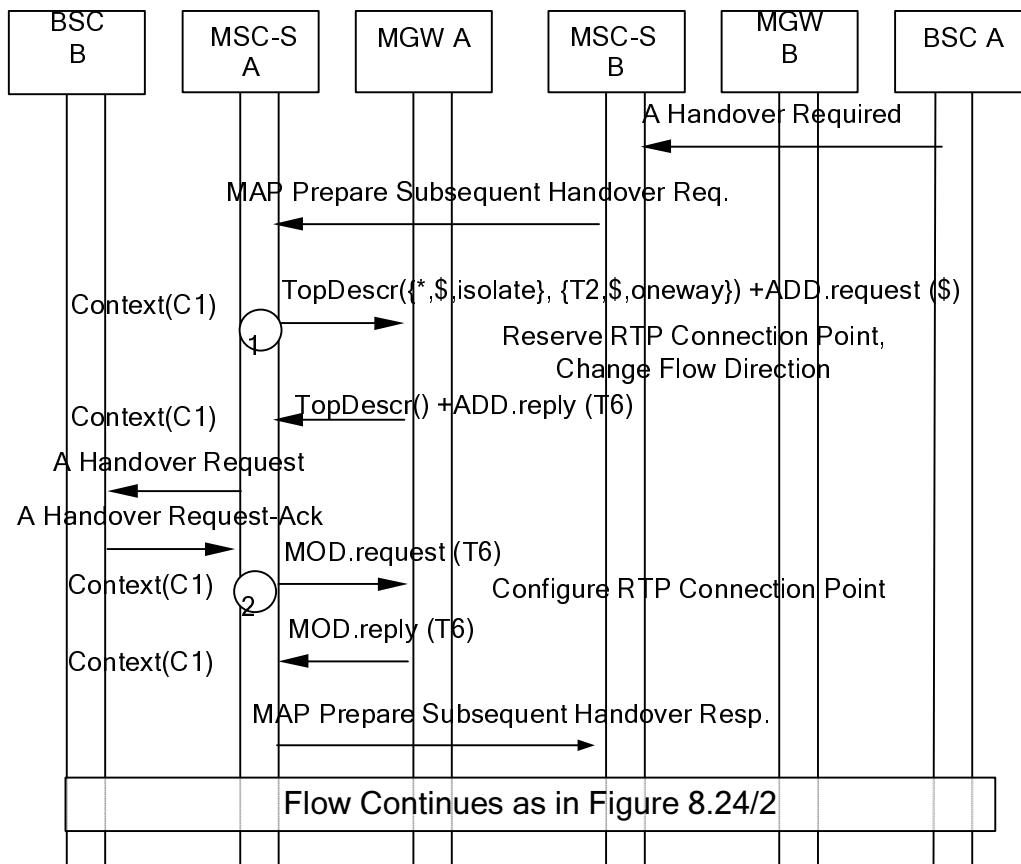 BSC
B
MSC-S
A
MGW A
MSC-S
B
MGW
B
BSC A
A Handover Required
MAP Prepare Subsequent Handover Req.
Context(C1)
TopDescr({*,$,isolate}, {T2,$,oneway}) +ADD.request ($)
1
Reserve RTP Connection Point,
Change Flow Direction
Context(C1)
TopDescr() +ADD.reply (T6)
A Handover Request
A Handover Request-Ack
MOD.request (T6)
Context(C1)
2
Configure RTP Connection Point
MOD.reply (T6)
Context(C1)
MAP Prepare Subsequent Handover Resp.
Flow Continues as in Figure 8.24/2